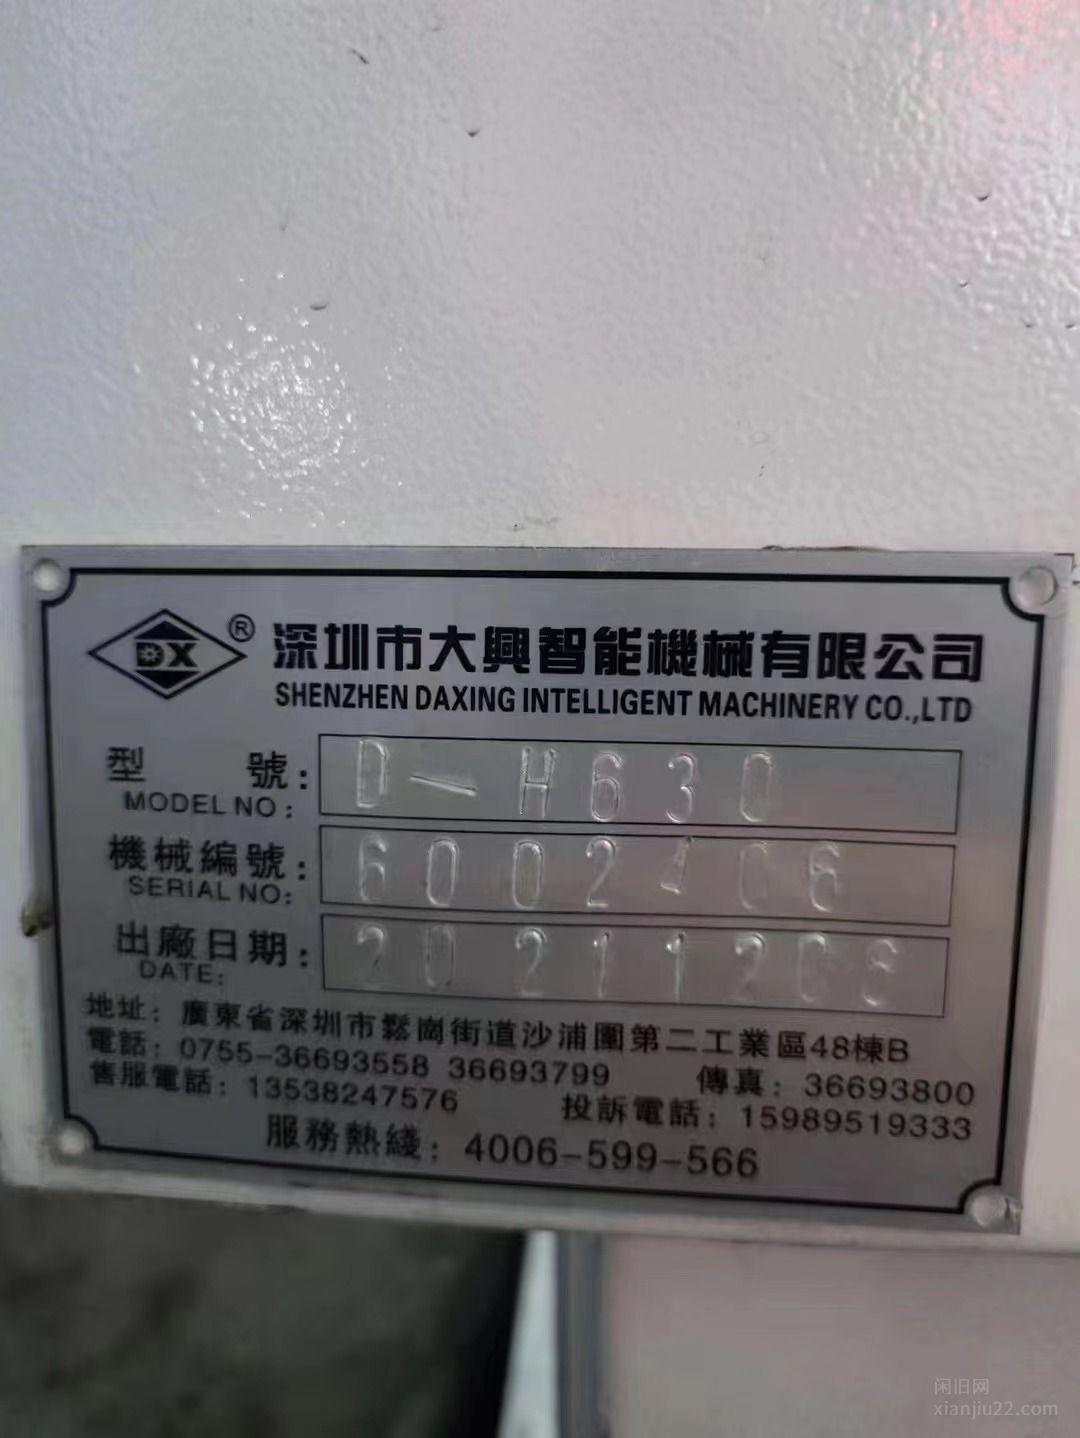 DX ®
深圳市大興智能機械有限公司
SHENZHEN DAXING INTELLIGENT MACHINERY CO.,LTD
型 號: D-H630
MODEL NO:
機械編號: 6002106
SERIAL NO:
出廠日期: 20211206
DATE:
地址: 廣東省深圳市鬆崗街道沙浦圍第二工業區48棟B
電話: 0755-36693558 36693799 傳真: 36693800
售服電話: 13538247576 投訴電話: 15989519333
服務熱綫: 4006-599-566
闲旧网
xianjiu22.com